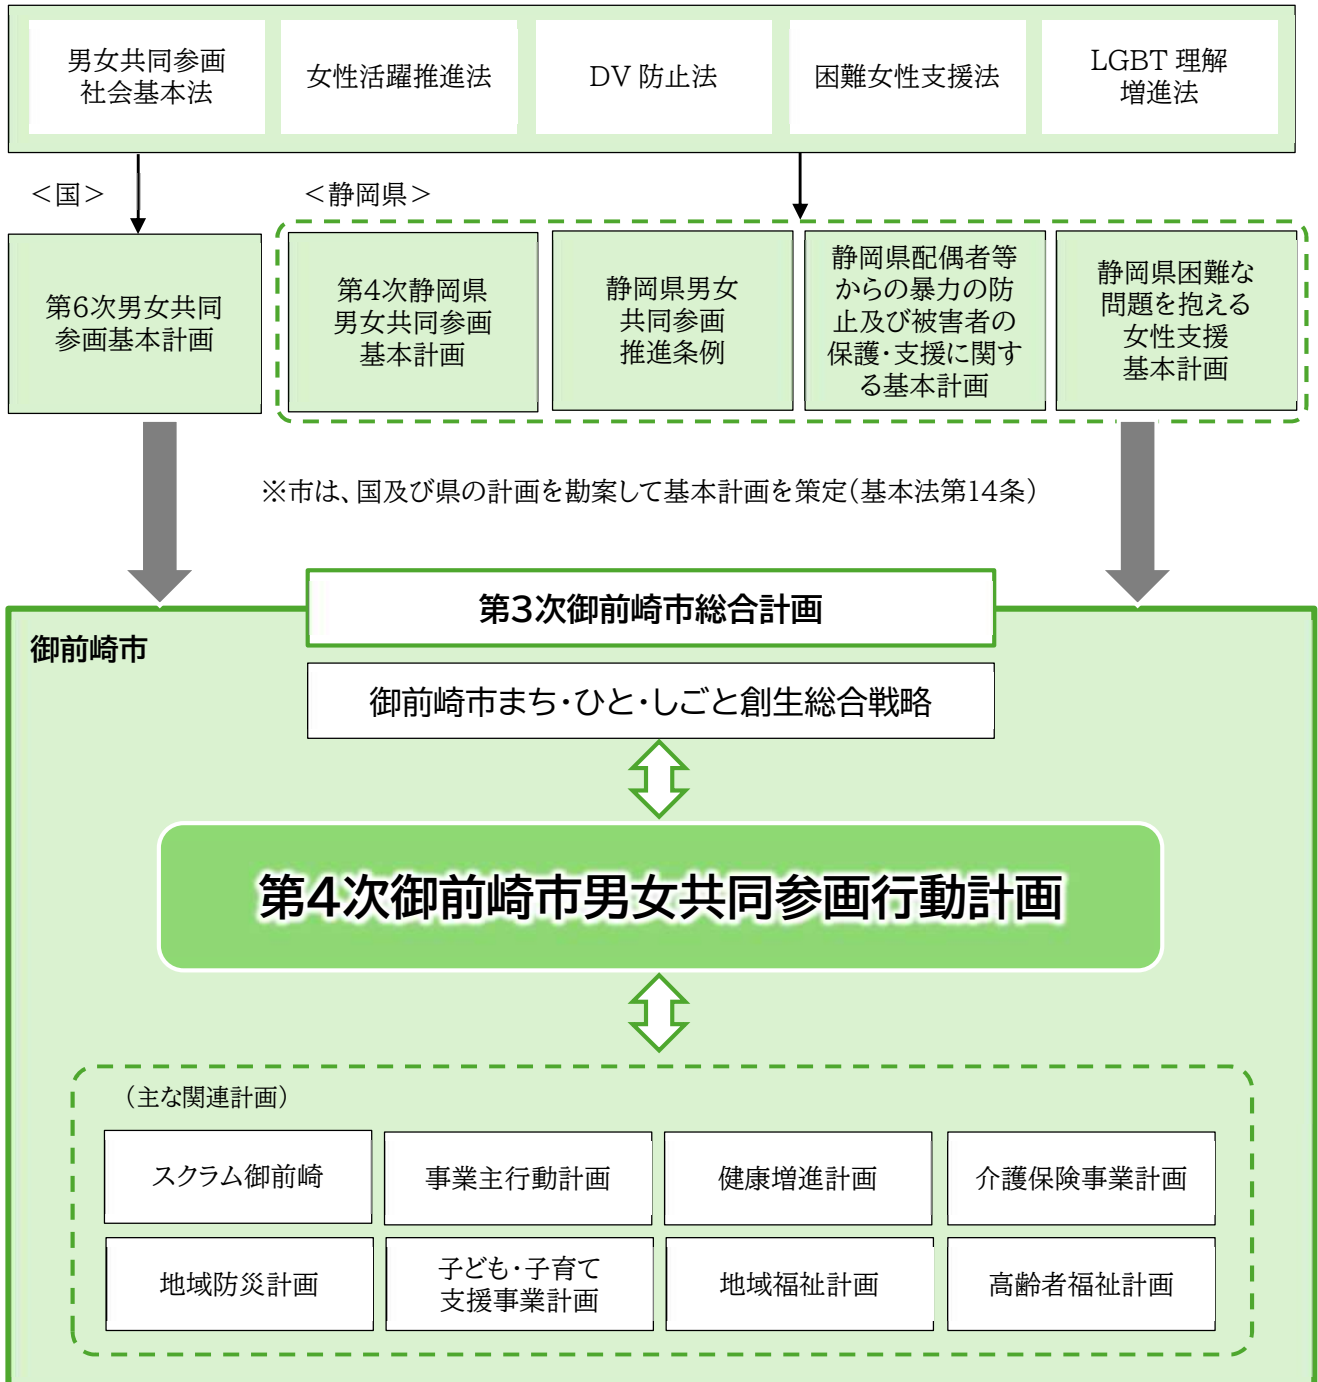 男女共同参画
社会基本法
女性活躍推進法
DV 防止法
困難女性支援法
LGBT 理解
増進法
＜国＞
＜静岡県＞
第6次男女共同
参画基本計画
第4次静岡県
男女共同参画
基本計画
静岡県男女
共同参画
推進条例
静岡県配偶者等
からの暴力の防
止及び被害者の
保護・支援に関す
る基本計画
静岡県困難な
問題を抱える
女性支援
基本計画
※市は、国及び県の計画を勘案して基本計画を策定(基本法第14条)
第3次御前崎市総合計画
御前崎市
御前崎市まち・ひと・しごと創生総合戦略
第4次御前崎市男女共同参画行動計画
(主な関連計画)
スクラム御前崎
事業主行動計画
健康増進計画
介護保険事業計画
地域防災計画
子ども・子育て
支援事業計画
地域福祉計画
高齢者福祉計画